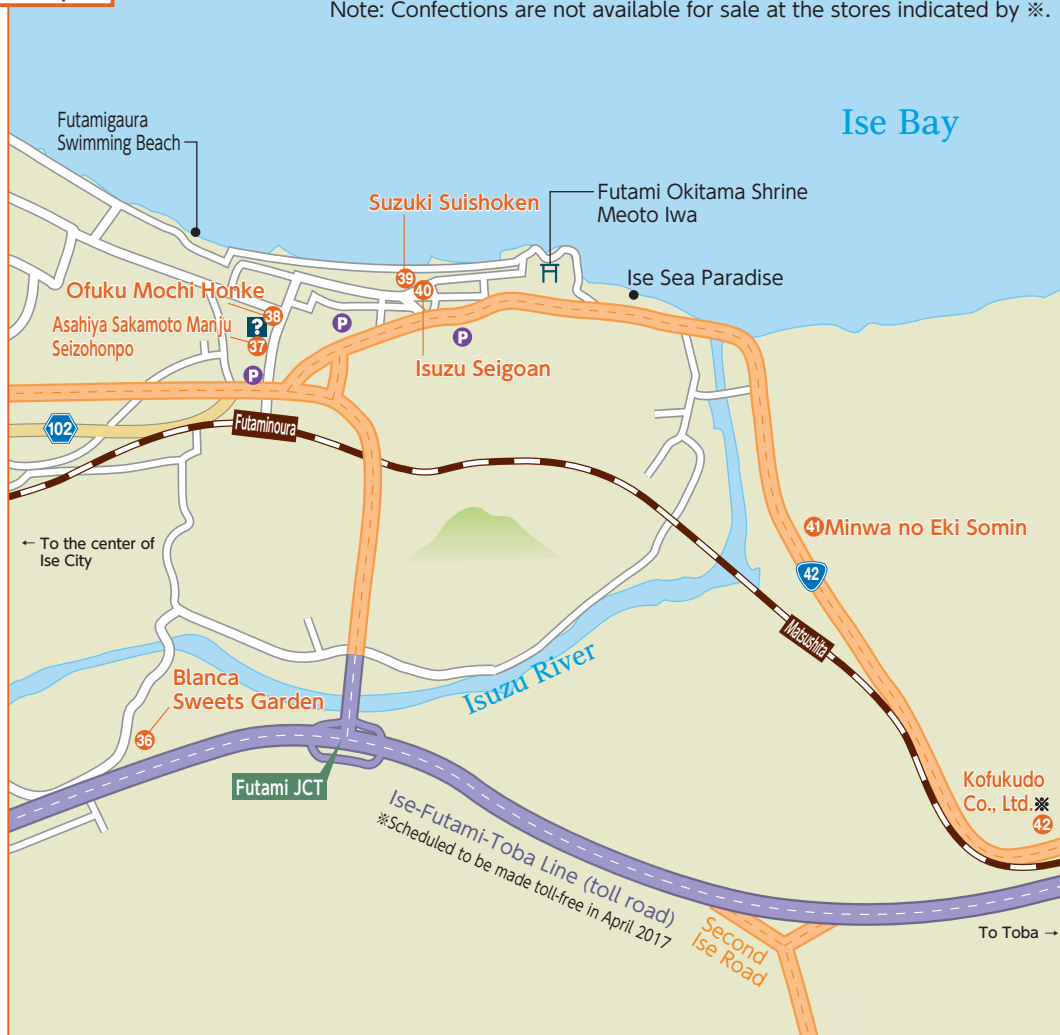 Note: Confections are not available for sale at the stores indicated by ※.
Ise Bay
Futamigaura
Swimming Beach
Suzuki Suishoken
Futami Okitama Shrine
Meoto Iwa
39
40
Ise Sea Paradise
Ofuku Mochi Honke
38
Asahiya Sakamoto Manju
Seizohonpo
?
37
P
P
P
Isuzu Seigoan
102
Futaminoura
← To the center of
Ise City
41 Minwa no Eki Somin
42
Matsushita
Isuzu River
Blanca
Sweets Garden
36
Futami JCT
Kofukudo
Co., Ltd.※
42
Ise-Futami-Toba Line (toll road)
※Scheduled to be made toll-free in April 2017
Second
Ise Road
To Toba →